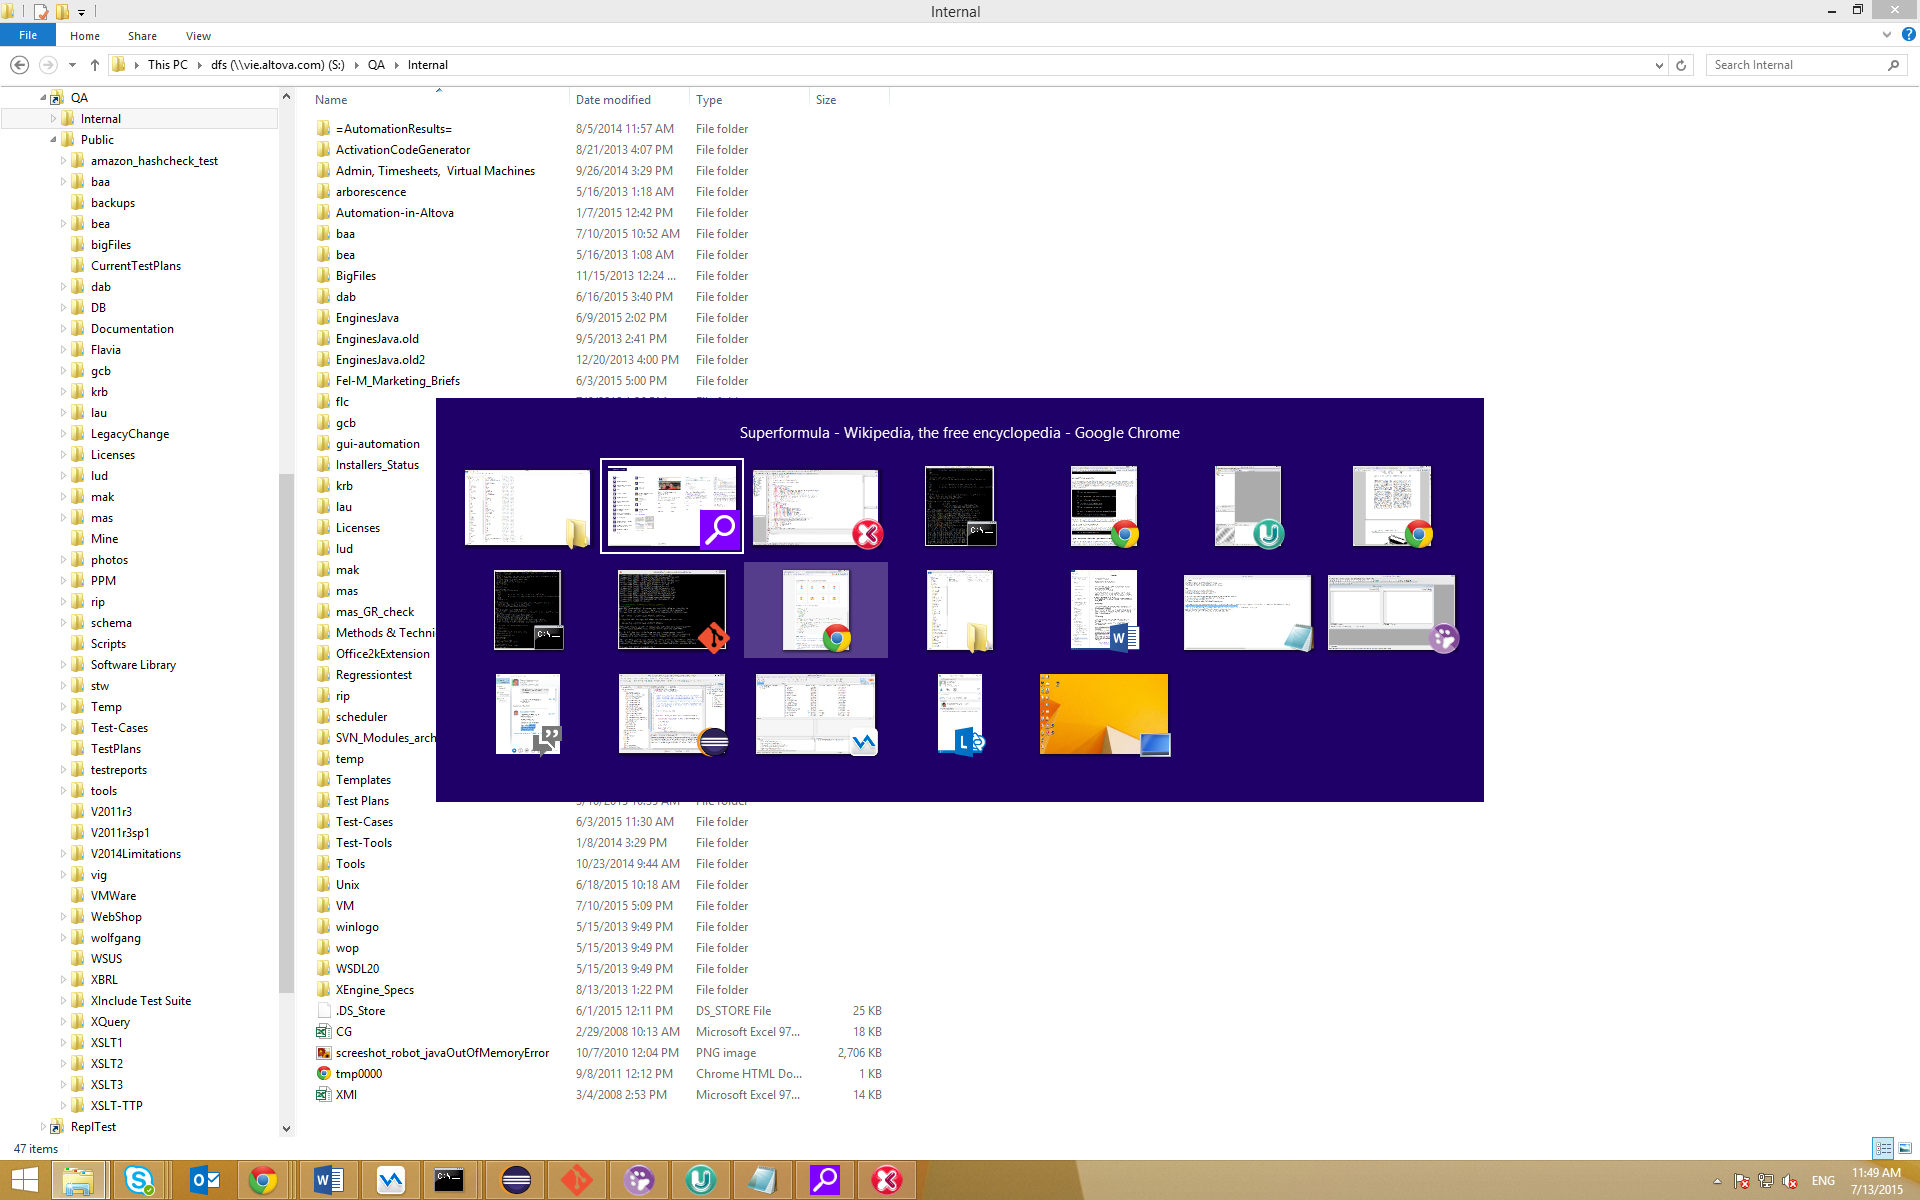 Internal
File
Home
Share
View
This PC
dfs (\\vie.altova.com) (S:)
QA
Internal
Search Internal
QA
Internal
Public
amazon_hashcheck_test
baa
backups
bea
bigFiles
CurrentTestPlans
dab
DB
Documentation
Flavia
gcb
krb
lau
LegacyChange
Licenses
lud
mak
mas
Mine
photos
PPM
rip
schema
Scripts
Software Library
stw
Temp
Test-Cases
TestPlans
testreports
tools
V2011r3
V2011r3sp1
V2014Limitations
vig
VMWare
WebShop
wolfgang
WSUS
XBRL
XInclude Test Suite
XQuery
XSLT1
XSLT2
XSLT3
XSLT-TTP
ReplTest
Name Date modified Type Size
=AutomationResults= 8/5/2014 11:57 AM File folder
ActivationCodeGenerator 8/21/2013 4:07 PM File folder
Admin, Timesheets, Virtual Machines 9/26/2014 3:29 PM File folder
arborescence 5/16/2013 1:18 AM File folder
Automation-in-Altova 1/7/2015 12:42 PM File folder
baa 7/10/2015 10:52 AM File folder
bea 5/16/2013 1:08 AM File folder
BigFiles 11/15/2013 12:24 ... File folder
dab 6/16/2015 3:40 PM File folder
EnginesJava 6/9/2015 2:02 PM File folder
EnginesJava.old 9/5/2013 2:41 PM File folder
EnginesJava.old2 12/20/2013 4:00 PM File folder
Fel-M_Marketing_Briefs 6/3/2015 5:00 PM File folder
flc
gcb
gui-automation
Installers_Status
krb
lau
Licenses
lud
mak
mas
mas_GR_check
Methods & Techni
Office2kExtension
Regressiontest
rip
scheduler
SVN_Modules_arch
temp
Templates
Test Plans
Test-Cases 6/3/2015 11:30 AM File folder
Test-Tools 1/8/2014 3:29 PM File folder
Tools 10/23/2014 9:44 AM File folder
Unix 6/18/2015 10:18 AM File folder
VM 7/10/2015 5:09 PM File folder
winlogo 5/15/2013 9:49 PM File folder
wop 5/15/2013 9:49 PM File folder
WSDL20 5/15/2013 9:49 PM File folder
XEngine_Specs 8/13/2013 1:22 PM File folder
.DS_Store 6/1/2015 12:11 PM DS_STORE File 25 KB
CG 2/29/2008 10:13 AM Microsoft Excel 97... 18 KB
screeshot_robot_javaOutOfMemoryError 10/7/2010 12:04 PM PNG image 2,706 KB
tmp0000 9/8/2011 12:12 PM Chrome HTML Do... 1 KB
XMI 3/4/2008 2:53 PM Microsoft Excel 97... 14 KB
Superformula - Wikipedia, the free encyclopedia - Google Chrome
47 items
ENG
11:49 AM
7/13/2015